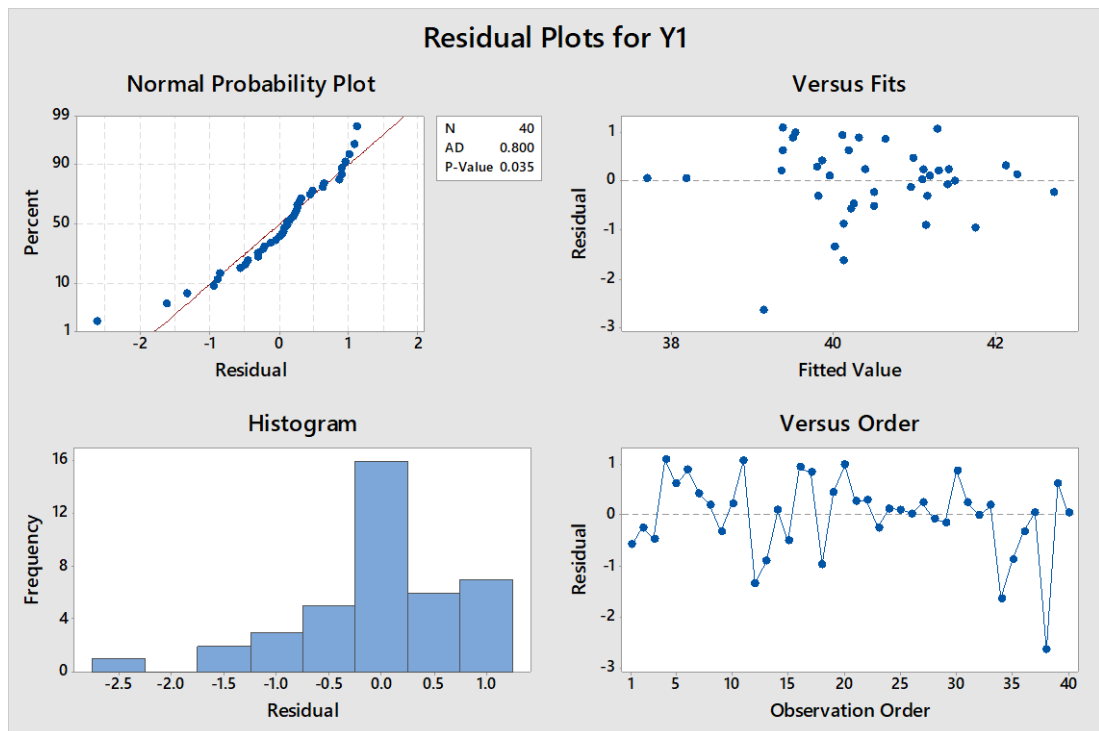 Residual Plots for Y1
Normal Probability Plot
99
90
50
10
1
Percent
-2
-1
0
1
2
Residual
N 40
AD 0.800
P-Value 0.035
Versus Fits
1
0
-1
-2
-3
Residual
38
40
42
Fitted Value
Histogram
16
12
8
4
0
Frequency
-2.5
-2.0
-1.5
-1.0
-0.5
0.0
0.5
1.0
Residual
Versus Order
1
0
-1
-2
-3
Residual
1
5
10
15
20
25
30
35
40
Observation Order